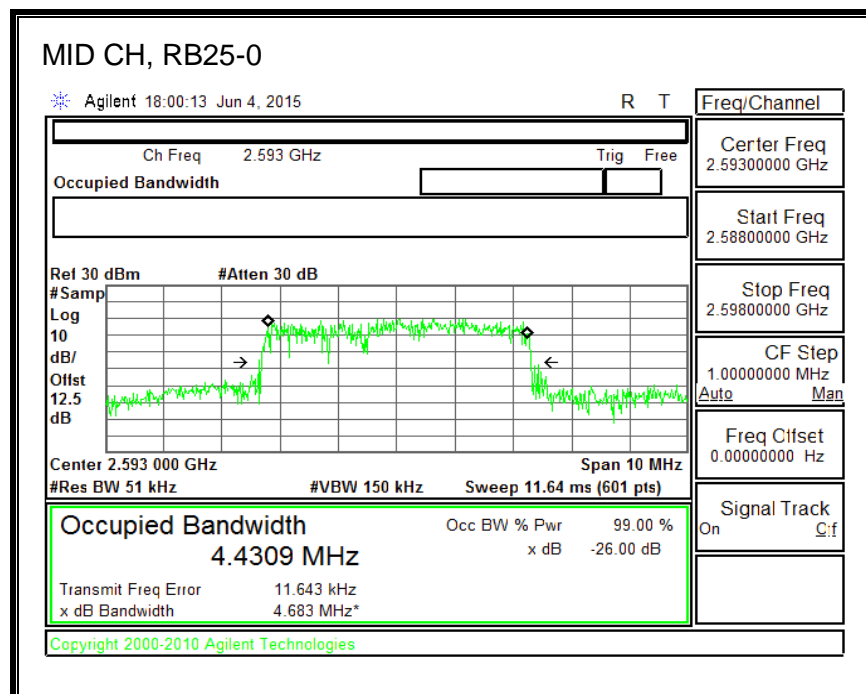 MID CH, RB25-0
Agilent 18:00:13 Jun 4, 2015 R T
Freq/Channel
Ch Freq 2.593 GHz Trig Free
Occupied Bandwidth
Center Freq
2.59300000 GHz
Start Freq
2.58800000 GHz
Stop Freq
2.59800000 GHz
CF Step
1.00000000 MHz
Auto Man
Freq Offset
0.00000000 Hz
Signal Track
On Off
Ref 30 dBm #Atten 30 dB
#Samp
Log
10
dB/
Offst
12.5
dB
Center 2.593 000 GHz Span 10 MHz
#Res BW 51 kHz #VBW 150 kHz Sweep 11.64 ms (601 pts)
Occupied Bandwidth
4.4309 MHz
Occ BW % Pwr 99.00 %
x dB -26.00 dB
Transmit Freq Error 11.643 kHz
x dB Bandwidth 4.683 MHz*
Copyright 2000-2010 Agilent Technologies